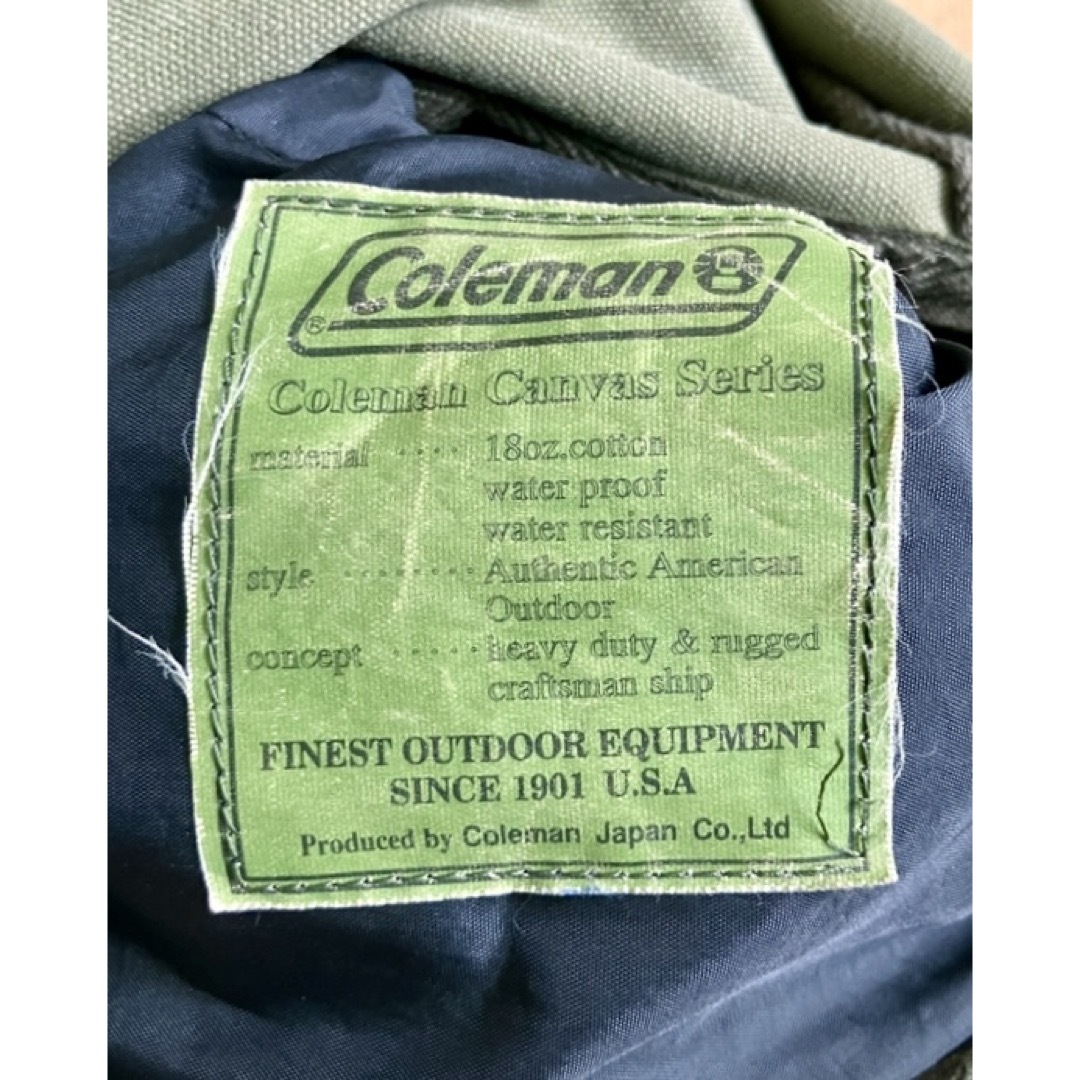 Coleman
®
Coleman Canvas Series
material ···· 18oz.cotton
water proof
water resistant
style ········ Authentic American
Outdoor
concept ····· heavy duty & rugged
craftsman ship
FINEST OUTDOOR EQUIPMENT
SINCE 1901 U.S.A
Produced by Coleman Japan Co.,Ltd